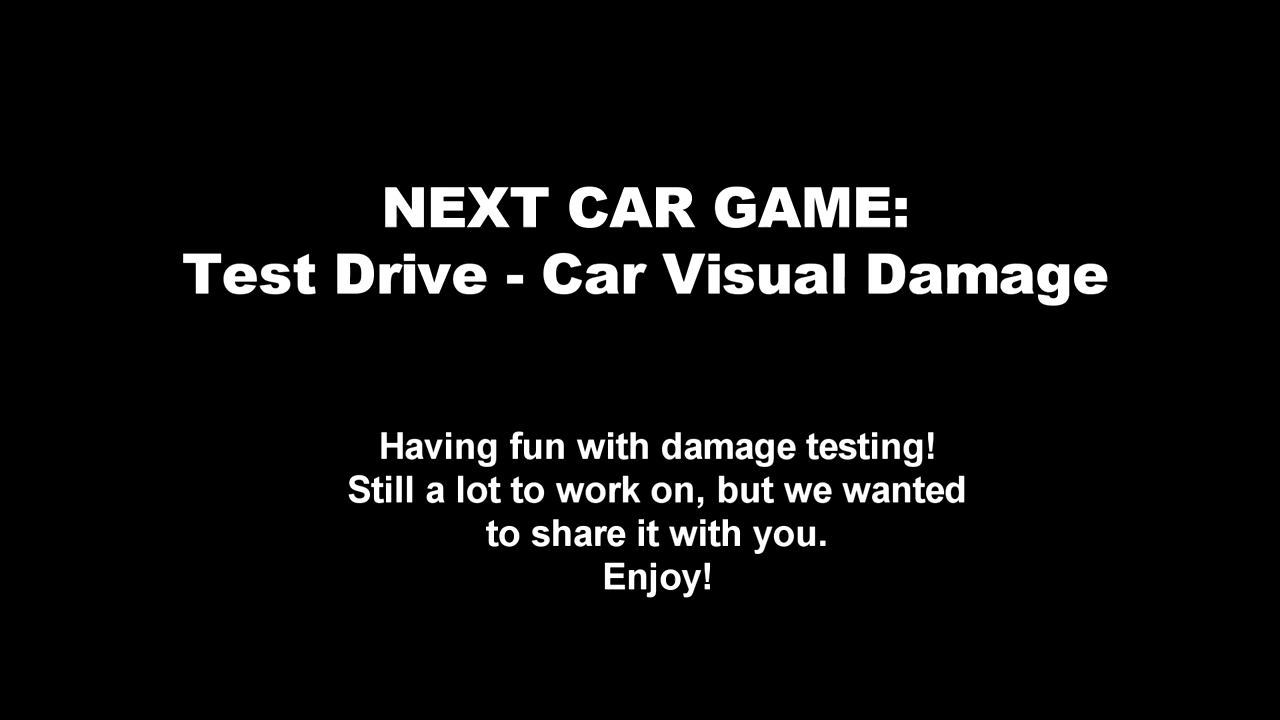 NEXT CAR GAME:
Test Drive - Car Visual Damage
Having fun with damage testing!
Still a lot to work on, but we wanted
to share it with you.
Enjoy!